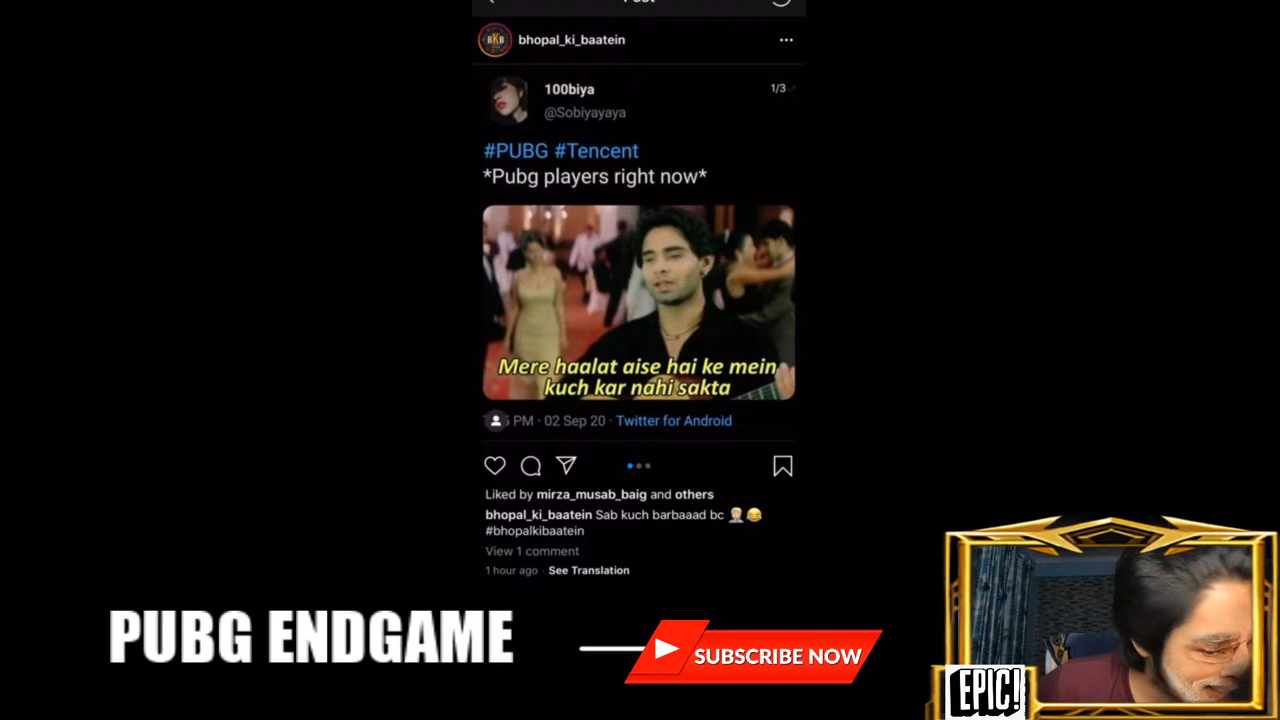 bhopal_ki_baatein
100biya
1/3
@Sobiyayaya
#PUBG #Tencent
*Pubg players right now*
Mere haalat aise hai ke mein
kuch kar nahi sakta
PM · 02 Sep 20 · Twitter for Android
Liked by mirza_musab_baig and others
bhopal_ki_baatein Sab kuch barbaaad bc 🤦🏼‍♂️😂
#bhopalkibaatein
View 1 comment
1 hour ago · See Translation
PUBG ENDGAME
SUBSCRIBE NOW
EPIC!